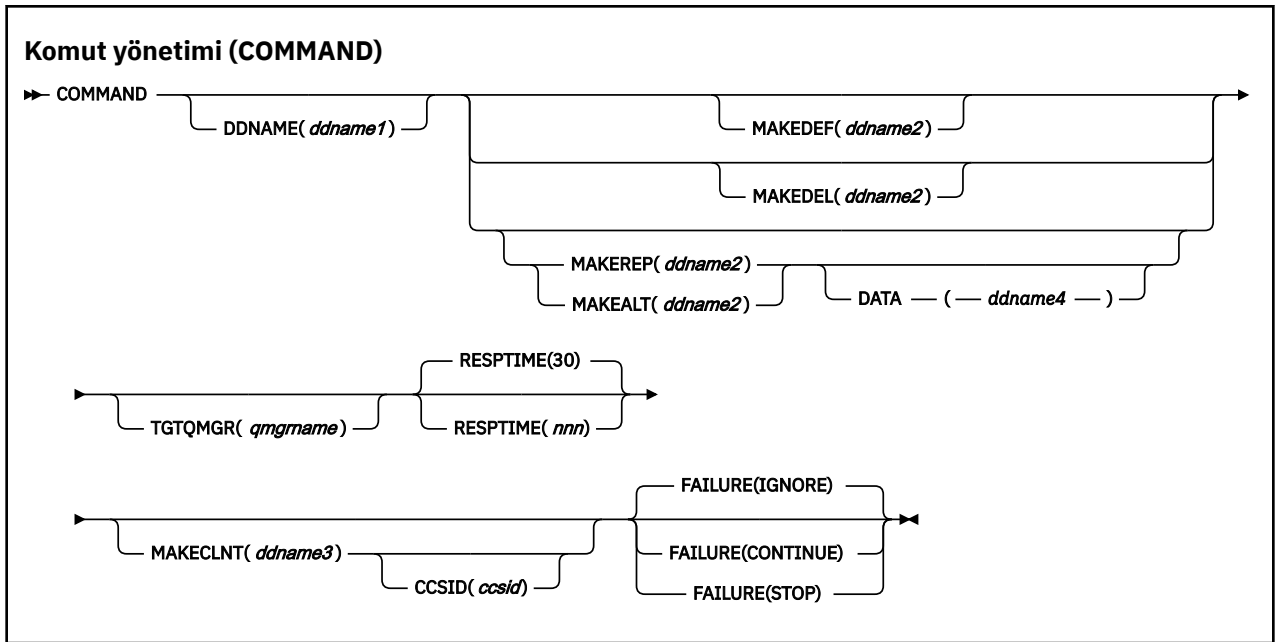 Komut yönetimi (COMMAND)
COMMAND
DDNAME( ddname1 )
MAKEDEF( ddname2 )
MAKEDEL( ddname2 )
MAKEREP( ddname2 )
MAKEALT( ddname2 )
DATA ( ddname4 )
RESPTIME(30)
TGTQMGR( qmgrname )
RESPTIME( nnn)
FAILURE(IGNORE)
MAKECLNT( ddname3 )
FAILURE(CONTINUE)
CCSID( ccsid )
FAILURE(STOP)